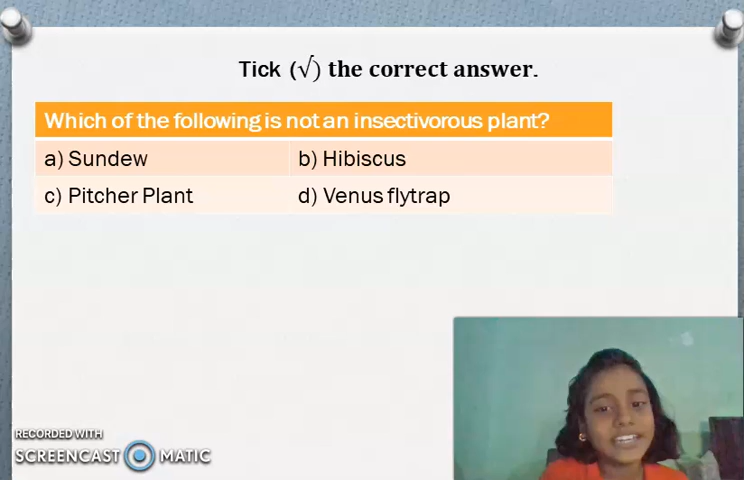 Tick (√) the correct answer.
Which of the following is not an insectivorous plant?
a) Sundew b) Hibiscus
c) Pitcher Plant d) Venus flytrap
RECORDED WITH
SCREENCAST MATIC